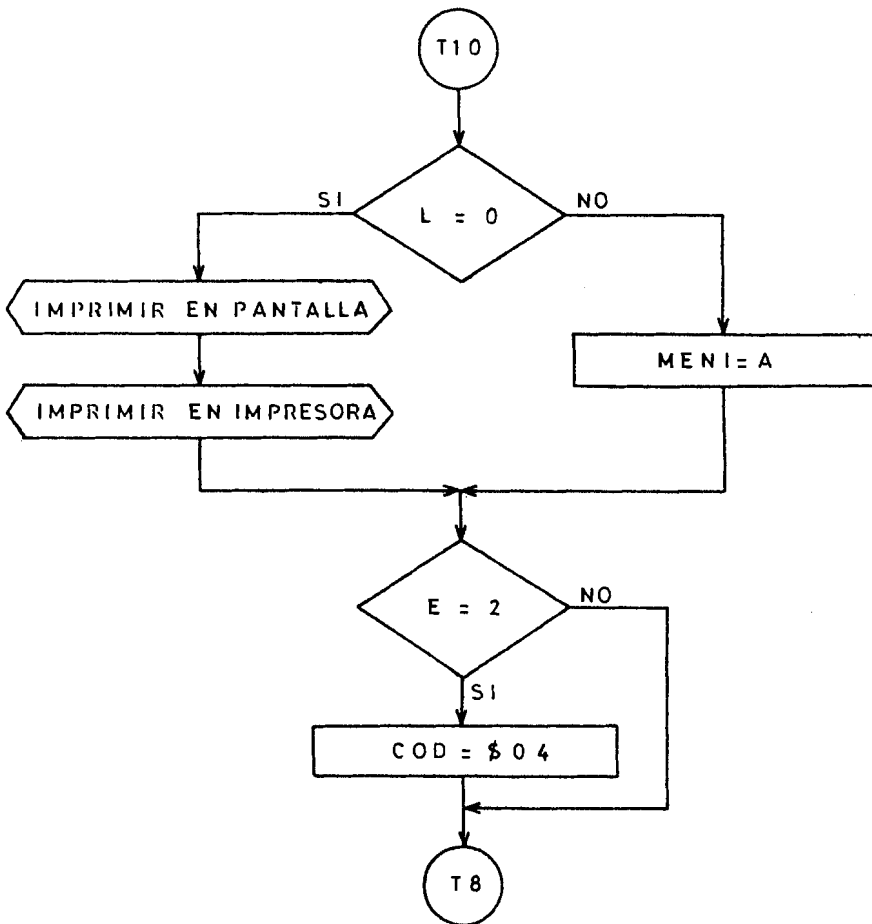 T10
L = 0
SI
NO
IMPRIMIR EN PANTALLA
MENI=A
IMPRIMIR EN IMPRESORA
E = 2
NO
SI
COD = $04
T8